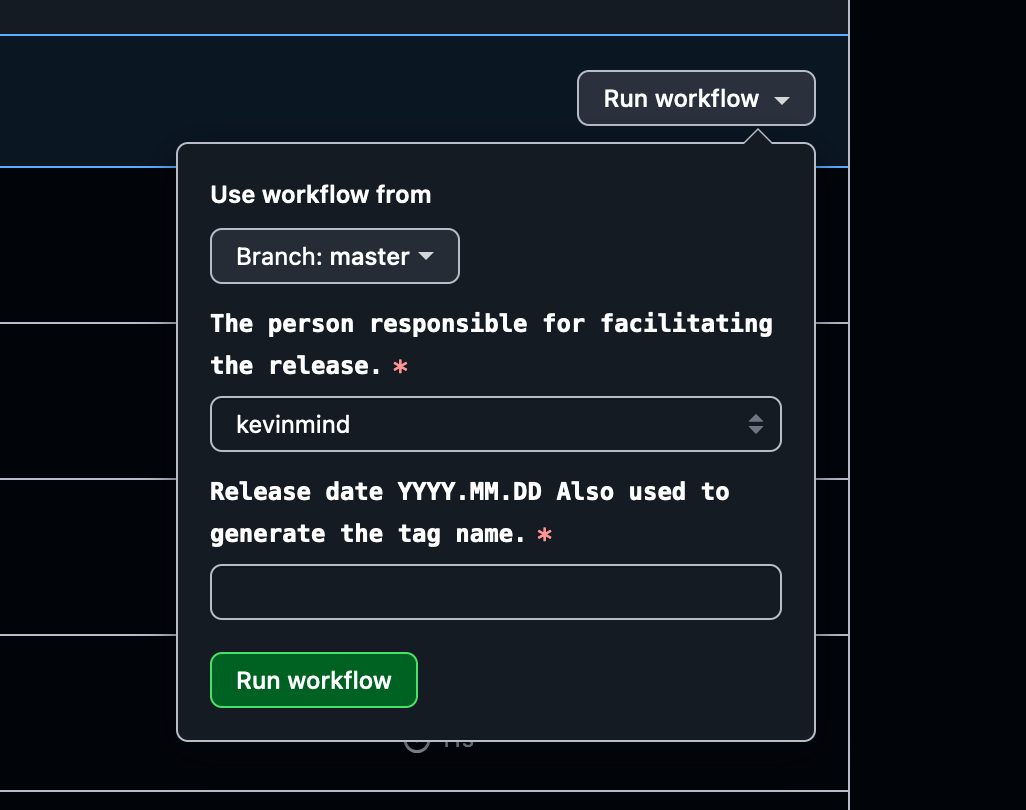 Run workflow
Use workflow from
Branch: master
The person responsible for facilitating
the release. *
kevinmind
Release date YYYY.MM.DD Also used to
generate the tag name. *
Run workflow